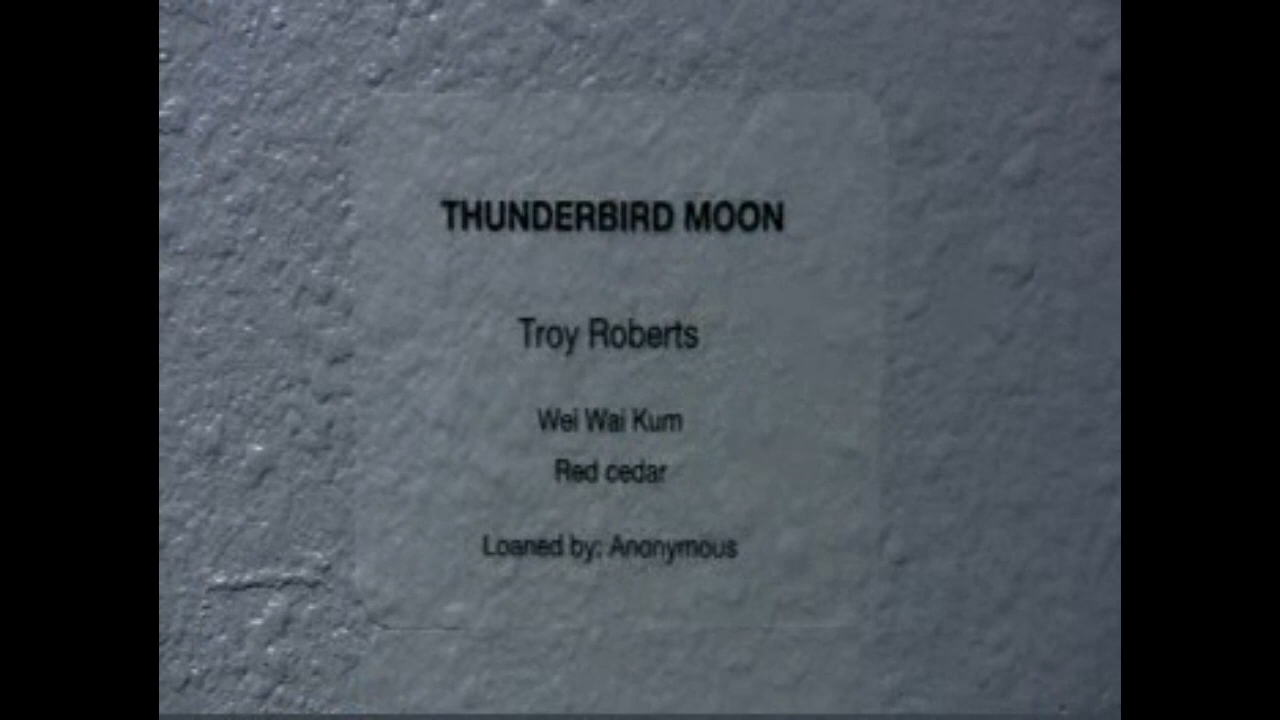 THUNDERBIRD MOON
Troy Roberts
Wei Wai Kum
Red cedar
Loaned by: Anonymous